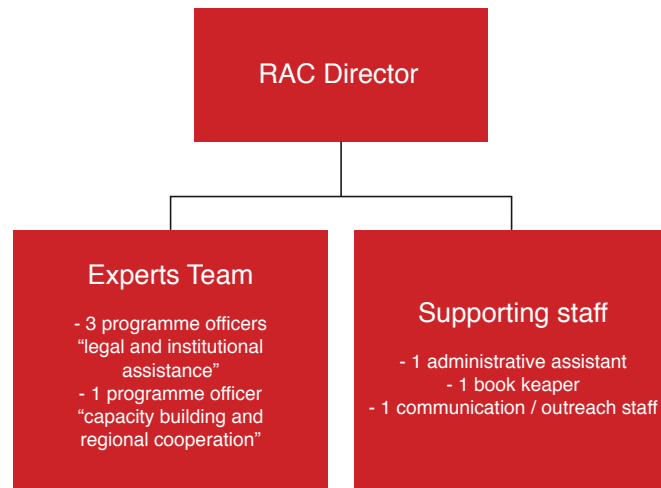 RAC Director
Experts Team
- 3 programme officers
“legal and institutional
assistance”
- 1 programme officer
“capacity building and
regional cooperation”
Supporting staff
- 1 administrative assistant
- 1 book keaper
- 1 communication / outreach staff